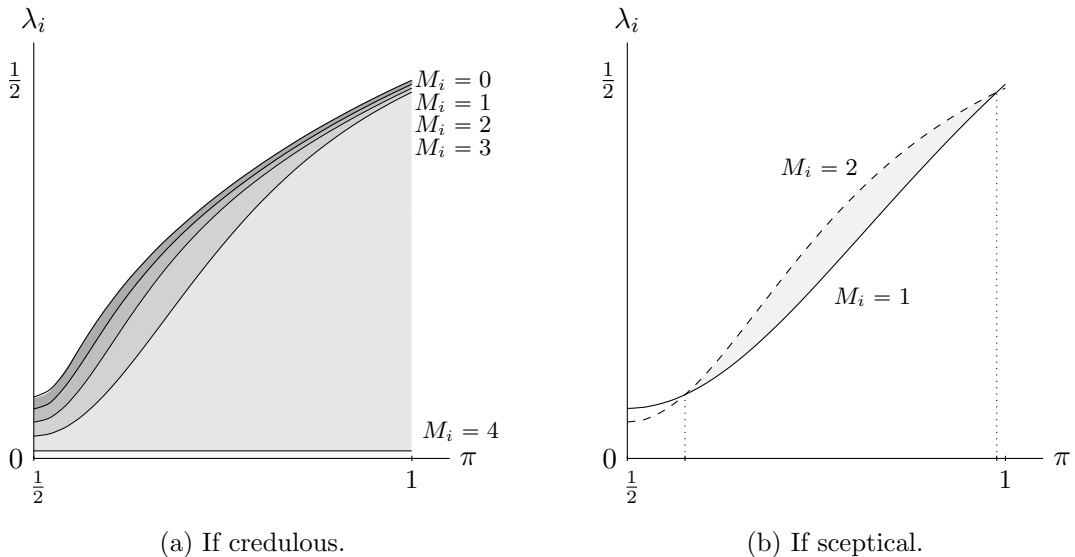 λ_i
1/2
M_i = 0
M_i = 1
M_i = 2
M_i = 3
M_i = 4
0
π
1/2
1
(a) If credulous.
λ_i
1/2
M_i = 2
M_i = 1
0
π
1/2
1
(b) If sceptical.